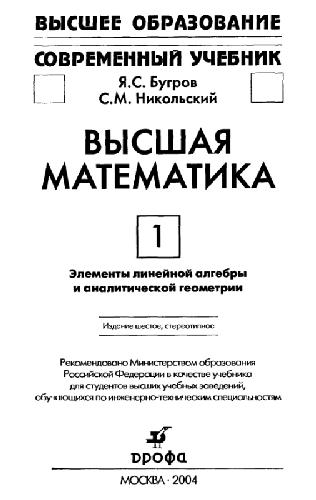 ВЫСШЕЕ ОБРАЗОВАНИЕ
СОВРЕМЕННЫЙ УЧЕБНИК
Я.С. Бугров
С.М. Никольский
ВЫСШАЯ
МАТЕМАТИКА
1
Элементы линейной алгебры
и аналитической геометрии
Издание шестое, стереотипное
Рекомендовано Министерством образования
Российской Федерации в качестве учебника
для студентов высших учебных заведений,
обучающихся по инженерно-техническим специальностям
дрофа
МОСКВА · 2004